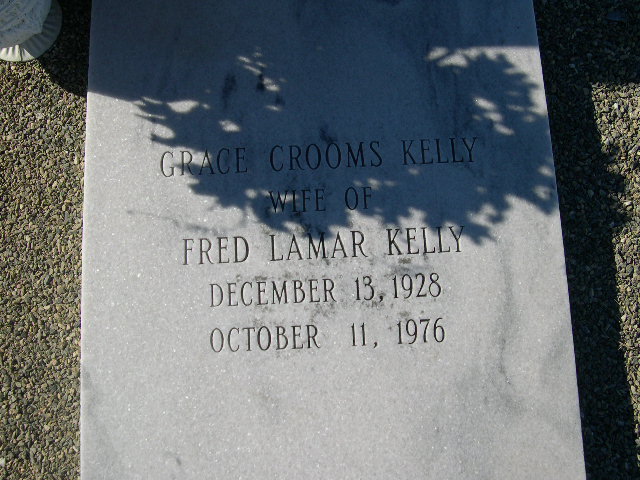 GRACE CROOMS KELLY
WIFE OF
FRED LAMAR KELLY
DECEMBER 13, 1928
OCTOBER 11, 1976